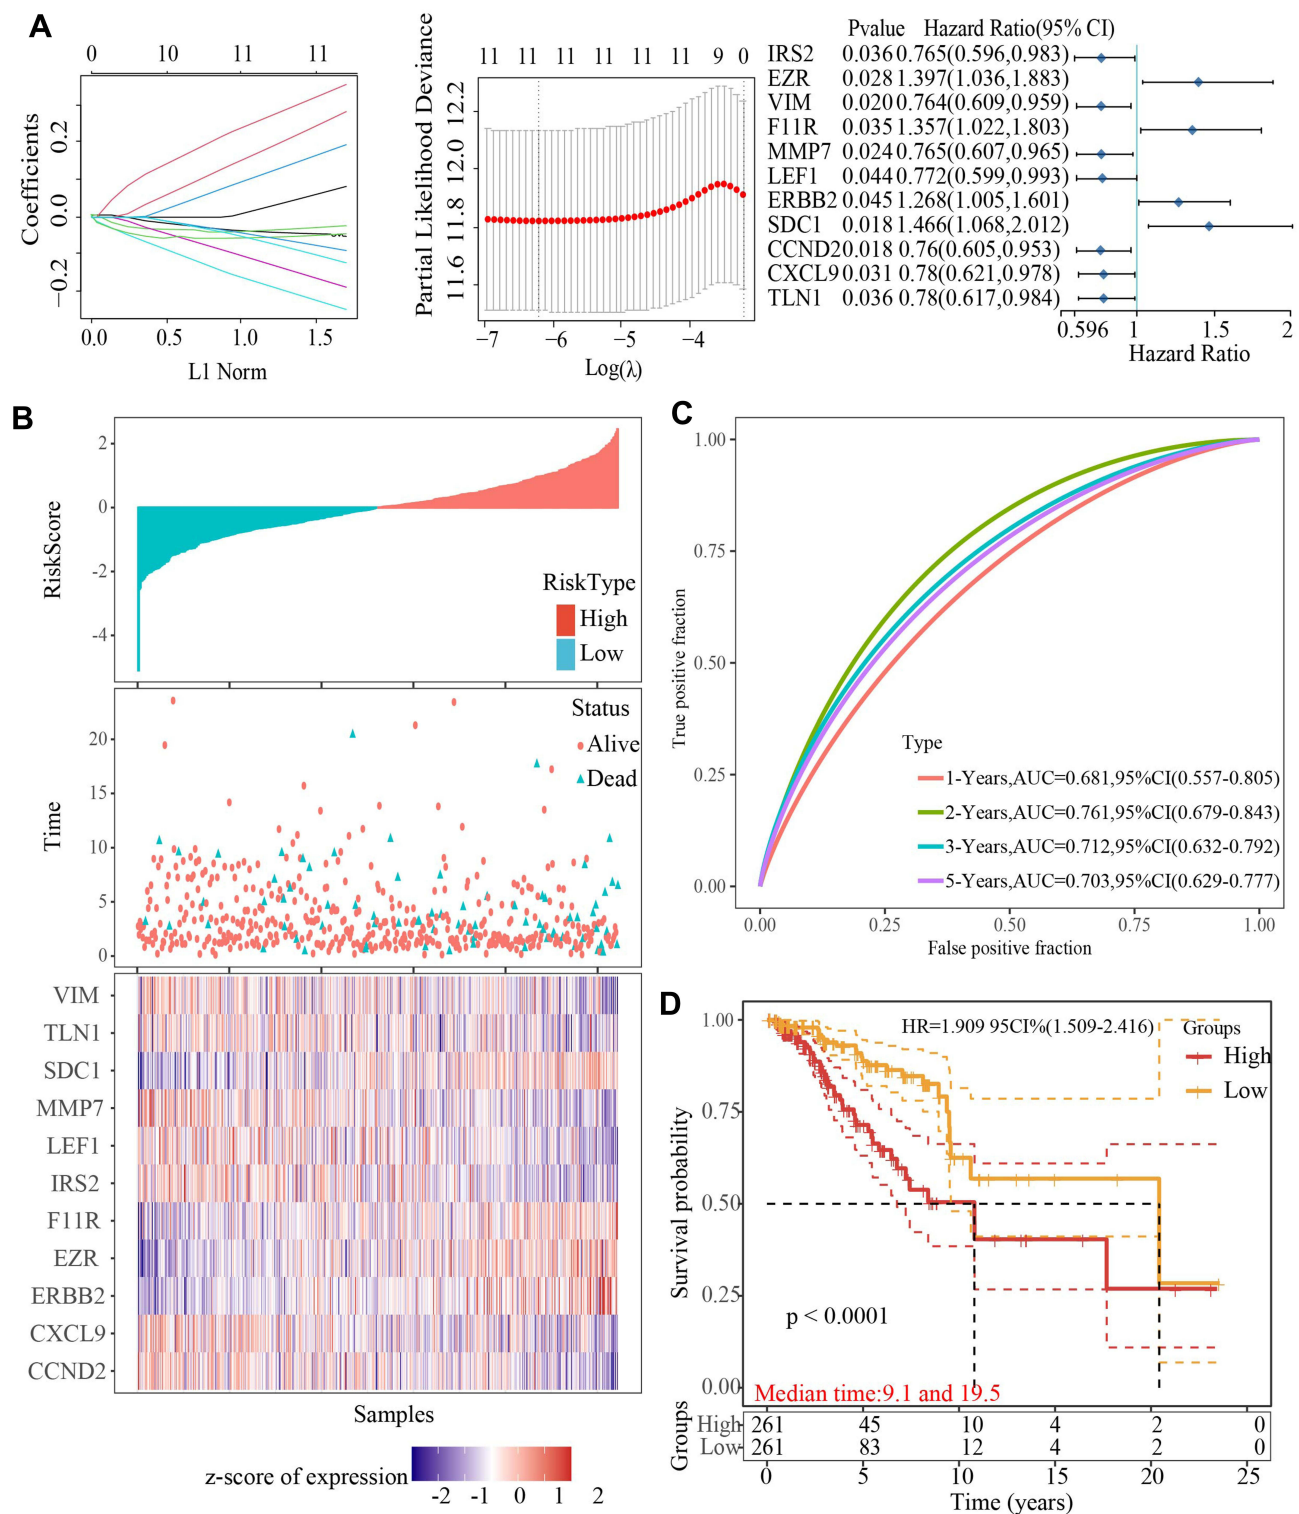 A
0 10 11 11
Coefficients
0.2
0.0
−0.2
0.0 0.5 1.0 1.5
L1 Norm
11 11 11 11 11 11 9 0
Partial Likelihood Deviance
12.2
12.0
11.8
11.6
−7 −6 −5 −4
Log(λ)
Pvalue Hazard Ratio(95% CI)
IRS2 0.036 0.765(0.596,0.983)
EZR 0.028 1.397(1.036,1.883)
VIM 0.020 0.764(0.609,0.959)
F11R 0.035 1.357(1.022,1.803)
MMP7 0.024 0.765(0.607,0.965)
LEF1 0.044 0.772(0.599,0.993)
ERBB2 0.045 1.268(1.005,1.601)
SDC1 0.018 1.466(1.068,2.012)
CCND2 0.018 0.76(0.605,0.953)
CXCL9 0.031 0.78(0.621,0.978)
TLN1 0.036 0.78(0.617,0.984)
0.596 1 1.5 2
Hazard Ratio
B
RiskScore
2
0
-2
-4
RiskType
High
Low
Time
20
15
10
5
0
Status
Alive
Dead
VIM
TLN1
SDC1
MMP7
LEF1
IRS2
F11R
EZR
ERBB2
CXCL9
CCND2
Samples
z-score of expression
-2 -1 0 1 2
C
True positive fraction
1.00
0.75
0.50
0.25
0.00
Type
1-Years,AUC=0.681,95%CI(0.557-0.805)
2-Years,AUC=0.761,95%CI(0.679-0.843)
3-Years,AUC=0.712,95%CI(0.632-0.792)
5-Years,AUC=0.703,95%CI(0.629-0.777)
0.00 0.25 0.50 0.75 1.00
False positive fraction
D
Survival probability
1.00
0.75
0.50
0.25
0.00
HR=1.909 95CI%(1.509-2.416)
Groups
High
Low
p < 0.0001
Median time:9.1 and 19.5
Groups
High 261 45 10 4 2 0
Low 261 83 12 4 2 0
0 5 10 15 20 25
Time (years)